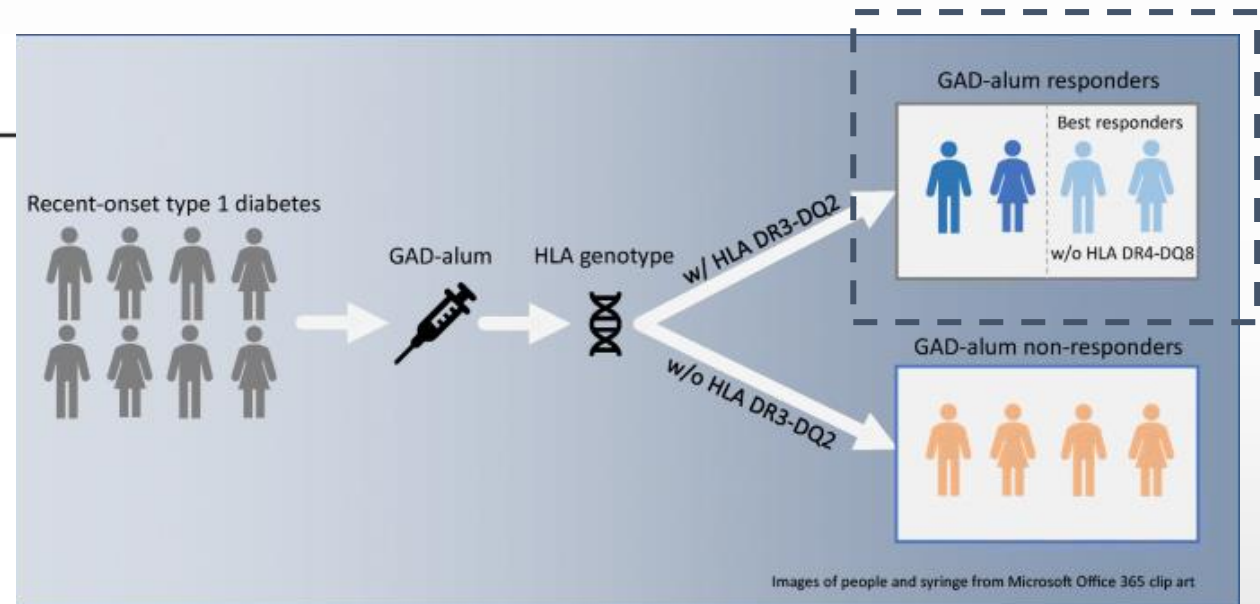 Recent-onset type 1 diabetes
GAD-alum
HLA genotype
w/ HLA DR3-DQ2
w/o HLA DR3-DQ2
GAD-alum responders
Best responders
w/o HLA DR4-DQ8
GAD-alum non-responders
Images of people and syringe from Microsoft Office 365 clip art